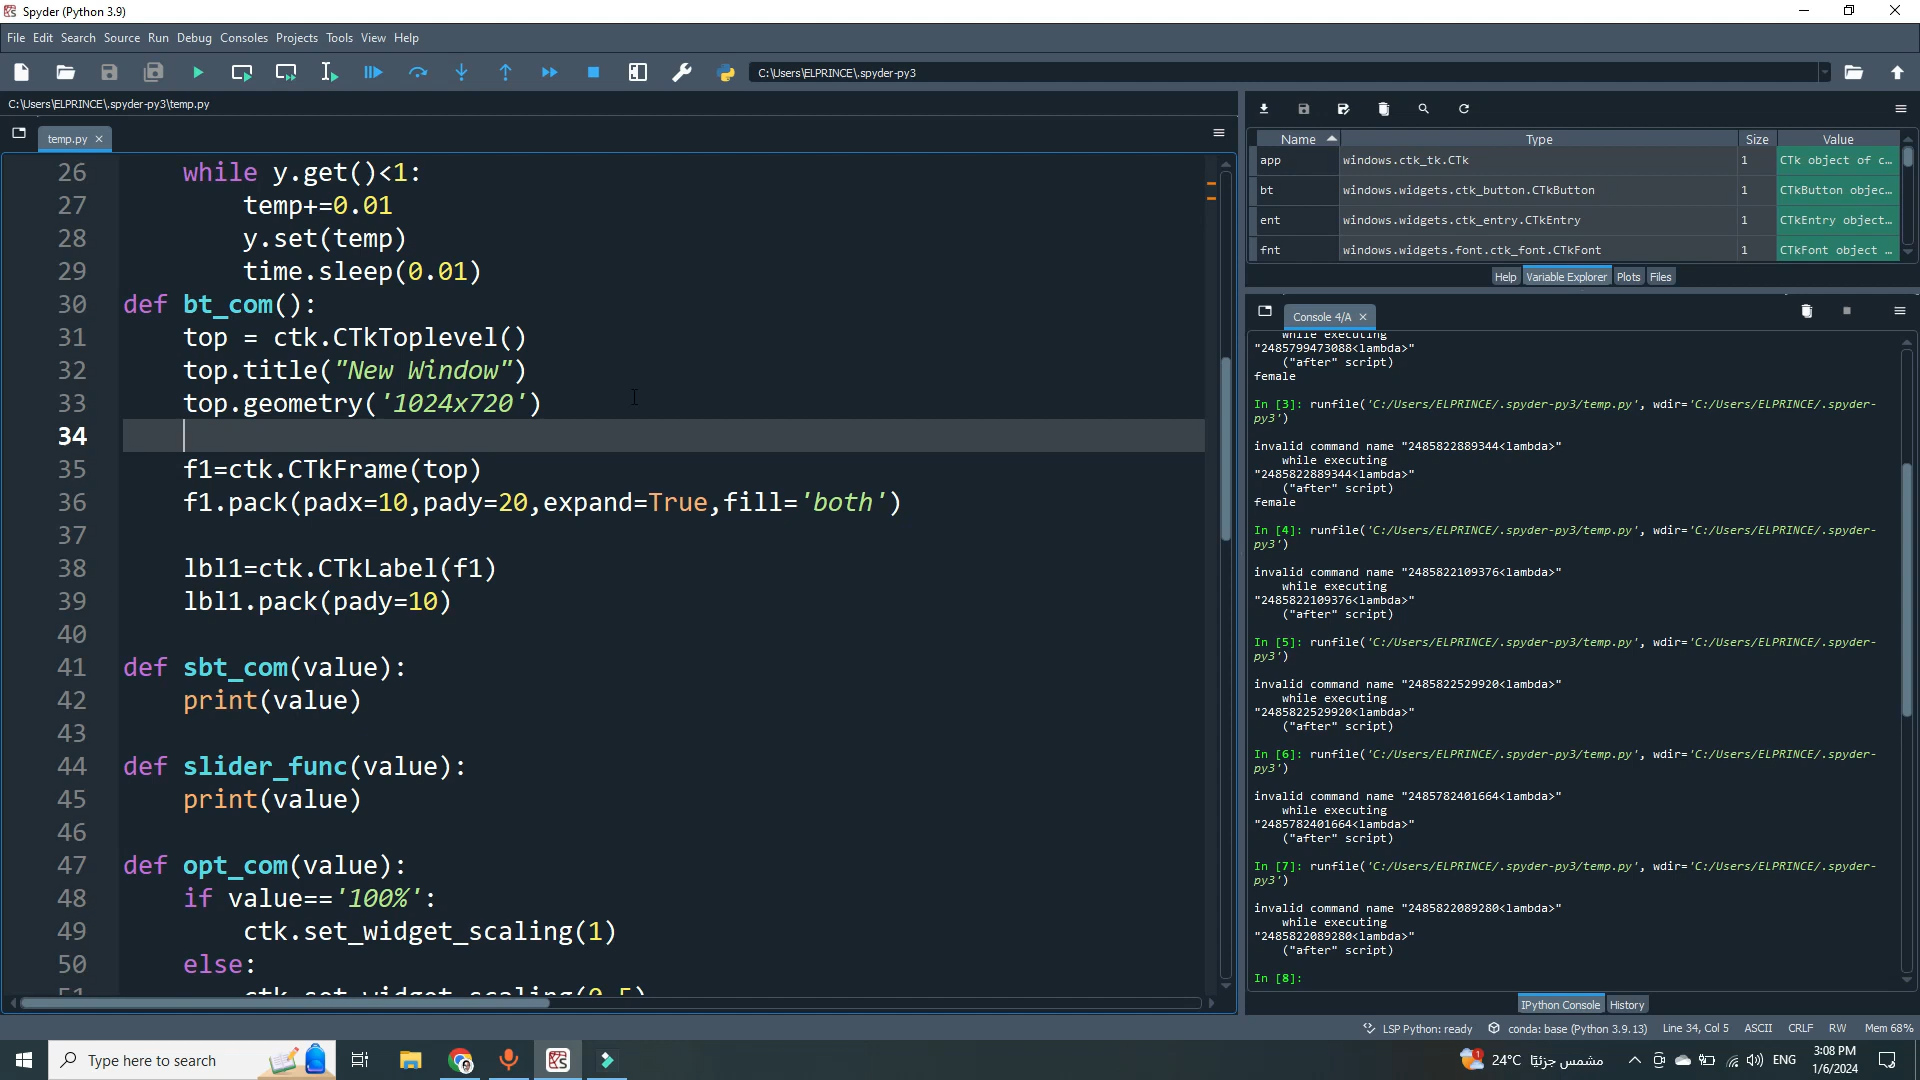 Spyder (Python 3.9)
File Edit Search Source Run Debug Consoles Projects Tools View Help
C:\Users\ELPRINCE\.spyder-py3
C:\Users\ELPRINCE\.spyder-py3\temp.py
temp.py
26 while y.get()<1:
27 temp+=0.01
28 y.set(temp)
29 time.sleep(0.01)
30 def bt_com():
31 top = ctk.CTkToplevel()
32 top.title("New Window")
33 top.geometry('1024x720')
34
35 f1=ctk.CTkFrame(top)
36 f1.pack(padx=10,pady=20,expand=True,fill='both')
37
38 lbl1=ctk.CTkLabel(f1)
39 lbl1.pack(pady=10)
40
41 def sbt_com(value):
42 print(value)
43
44 def slider_func(value):
45 print(value)
46
47 def opt_com(value):
48 if value=='100%':
49 ctk.set_widget_scaling(1)
50 else:
51 ctk.set_widget_scaling(0.5)
Name Type Size Value
app windows.ctk_tk.CTk 1 CTk object of c…
bt windows.widgets.ctk_button.CTkButton 1 CTkButton objec…
ent windows.widgets.ctk_entry.CTkEntry 1 CTkEntry object…
fnt windows.widgets.font.ctk_font.CTkFont 1 CTkFont object …
Help Variable Explorer Plots Files
Console 4/A
while executing
"2485799473088<lambda>"
("after" script)
female
In [3]: runfile('C:/Users/ELPRINCE/.spyder-py3/temp.py', wdir='C:/Users/ELPRINCE/.spyder-
py3')
invalid command name "2485822889344<lambda>"
while executing
"2485822889344<lambda>"
("after" script)
female
In [4]: runfile('C:/Users/ELPRINCE/.spyder-py3/temp.py', wdir='C:/Users/ELPRINCE/.spyder-
py3')
invalid command name "2485822109376<lambda>"
while executing
"2485822109376<lambda>"
("after" script)
In [5]: runfile('C:/Users/ELPRINCE/.spyder-py3/temp.py', wdir='C:/Users/ELPRINCE/.spyder-
py3')
invalid command name "2485822529920<lambda>"
while executing
"2485822529920<lambda>"
("after" script)
In [6]: runfile('C:/Users/ELPRINCE/.spyder-py3/temp.py', wdir='C:/Users/ELPRINCE/.spyder-
py3')
invalid command name "2485782401664<lambda>"
while executing
"2485782401664<lambda>"
("after" script)
In [7]: runfile('C:/Users/ELPRINCE/.spyder-py3/temp.py', wdir='C:/Users/ELPRINCE/.spyder-
py3')
invalid command name "2485822089280<lambda>"
while executing
"2485822089280<lambda>"
("after" script)
In [8]:
IPython Console History
LSP Python: ready conda: base (Python 3.9.13) Line 34, Col 5 ASCII CRLF RW Mem 68%
Type here to search
1 24°C مشمس جزئيًا ENG 3:08 PM
1/6/2024